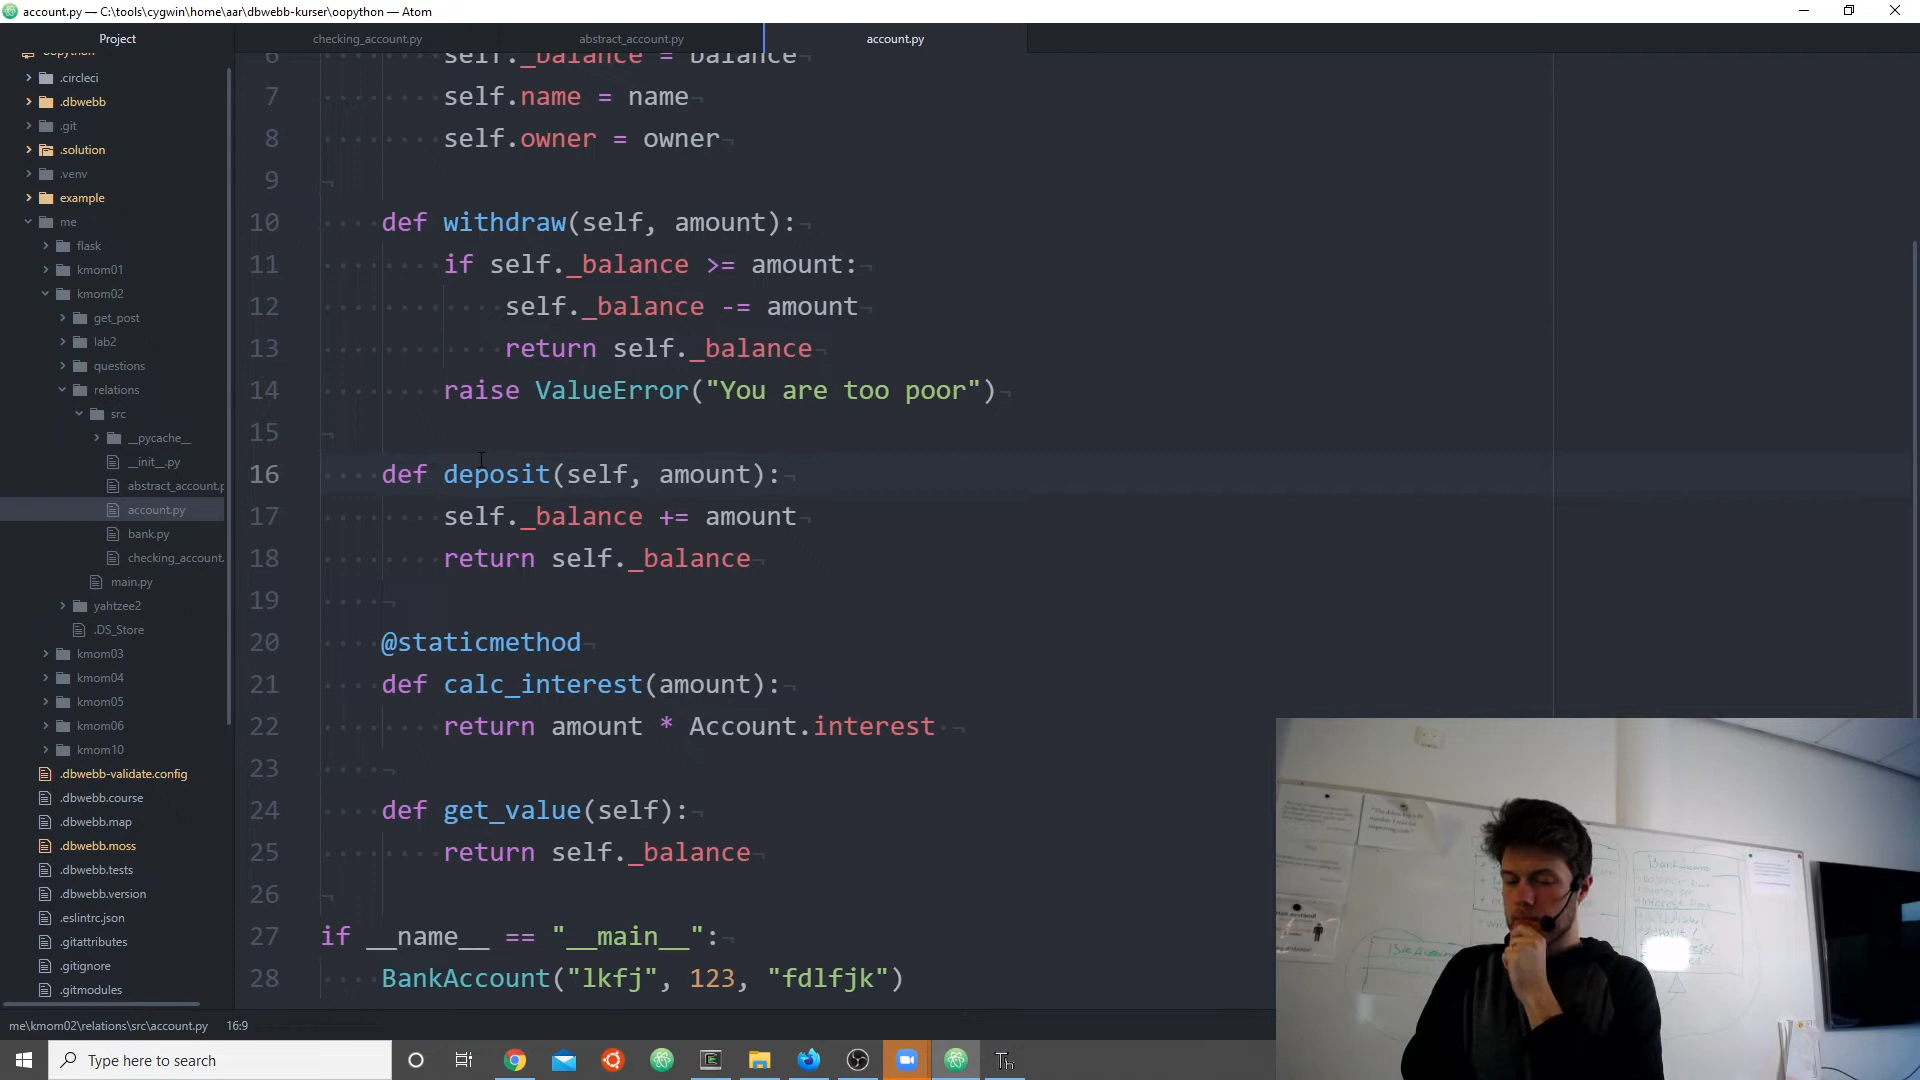 account.py — C:\tools\cygwin\home\aar\dbwebb-kurser\oopython — Atom
Project
checking_account.py
abstract_account.py
account.py
oopython
.circleci
.dbwebb
.git
.solution
.venv
example
me
flask
kmom01
kmom02
get_post
lab2
questions
relations
src
__pycache__
__init__.py
abstract_account.p
account.py
bank.py
checking_account.
main.py
yahtzee2
.DS_Store
kmom03
kmom04
kmom05
kmom06
kmom10
.dbwebb-validate.config
.dbwebb.course
.dbwebb.map
.dbwebb.moss
.dbwebb.tests
.dbwebb.version
.eslintrc.json
.gitattributes
.gitignore
.gitmodules
6 self._balance = balance
7 self.name = name
8 self.owner = owner
9
10 def withdraw(self, amount):
11 if self._balance >= amount:
12 self._balance -= amount
13 return self._balance
14 raise ValueError("You are too poor")
15
16 def deposit(self, amount):
17 self._balance += amount
18 return self._balance
19
20 @staticmethod
21 def calc_interest(amount):
22 return amount * Account.interest
23
24 def get_value(self):
25 return self._balance
26
27 if __name__ == "__main__":
28 BankAccount("lkfj", 123, "fdlfjk")
me\kmom02\relations\src\account.py 16:9
Type here to search